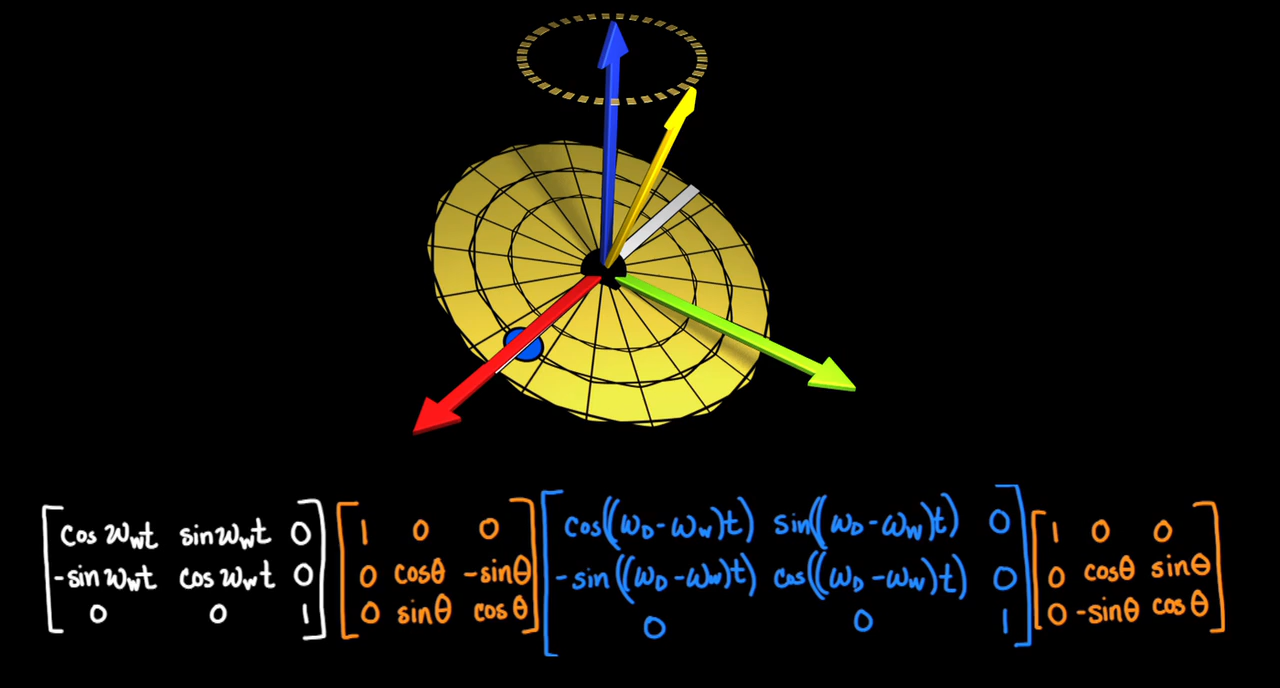 [cos ω_w t sin ω_w t 0] [1 0 0] [cos((ω_D - ω_w)t) sin((ω_D - ω_w)t) 0] [1 0 0]
[-sin ω_w t cos ω_w t 0] [0 cosθ -sinθ] [-sin((ω_D - ω_w)t) cos((ω_D - ω_w)t) 0] [0 cosθ sinθ]
[0 0 1] [0 sinθ cosθ] [0 0 1] [0 -sinθ cosθ]